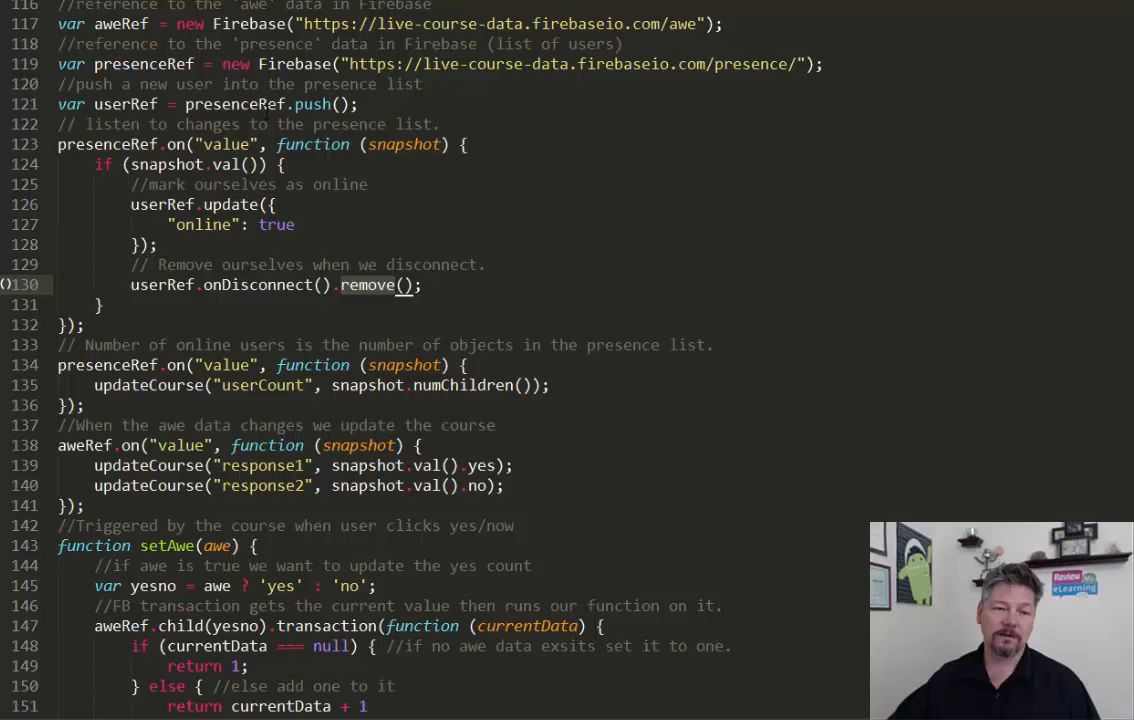 116 //reference to the 'awe' data in Firebase
117 var aweRef = new Firebase("https://live-course-data.firebaseio.com/awe");
118 //reference to the 'presence' data in Firebase (list of users)
119 var presenceRef = new Firebase("https://live-course-data.firebaseio.com/presence/");
120 //push a new user into the presence list
121 var userRef = presenceRef.push();
122 // listen to changes to the presence list.
123 presenceRef.on("value", function (snapshot) {
124 if (snapshot.val()) {
125 //mark ourselves as online
126 userRef.update({
127 "online": true
128 });
129 // Remove ourselves when we disconnect.
()130 userRef.onDisconnect().remove();
131 }
132 });
133 // Number of online users is the number of objects in the presence list.
134 presenceRef.on("value", function (snapshot) {
135 updateCourse("userCount", snapshot.numChildren());
136 });
137 //When the awe data changes we update the course
138 aweRef.on("value", function (snapshot) {
139 updateCourse("response1", snapshot.val().yes);
140 updateCourse("response2", snapshot.val().no);
141 });
142 //Triggered by the course when user clicks yes/now
143 function setAwe(awe) {
144 //if awe is true we want to update the yes count
145 var yesno = awe ? 'yes' : 'no';
146 //FB transaction gets the current value then runs our function on it.
147 aweRef.child(yesno).transaction(function (currentData) {
148 if (currentData === null) { //if no awe data exsits set it to one.
149 return 1;
150 } else { //else add one to it
151 return currentData + 1
Review
my
eLearning